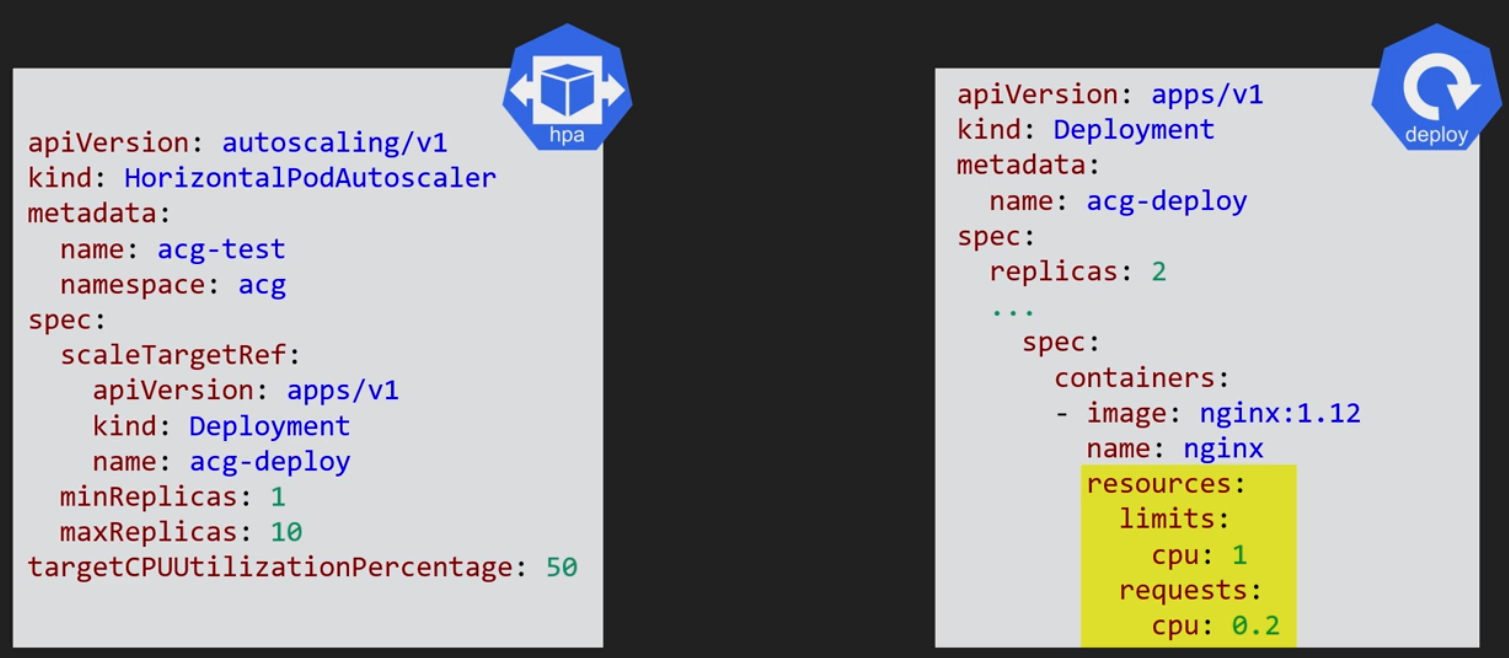 hpa
apiVersion: autoscaling/v1
kind: HorizontalPodAutoscaler
metadata:
  name: acg-test
  namespace: acg
spec:
  scaleTargetRef:
    apiVersion: apps/v1
    kind: Deployment
    name: acg-deploy
  minReplicas: 1
  maxReplicas: 10
targetCPUUtilizationPercentage: 50
deploy
apiVersion: apps/v1
kind: Deployment
metadata:
  name: acg-deploy
spec:
  replicas: 2
  ...
    spec:
      containers:
      - image: nginx:1.12
        name: nginx
        resources:
          limits:
            cpu: 1
          requests:
            cpu: 0.2